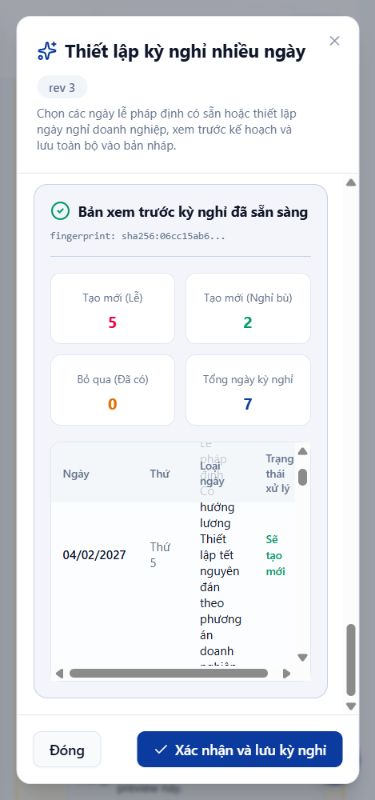 Thiết lập kỳ nghỉ nhiều ngày
rev 3
Chọn các ngày lễ pháp định có sẵn hoặc thiết lập
ngày nghỉ doanh nghiệp, xem trước kế hoạch và
lưu toàn bộ vào bản nháp.
Bản xem trước kỳ nghỉ đã sẵn sàng
fingerprint: sha256:06cc15ab6...
Tạo mới (Lễ)
5
Tạo mới (Nghỉ bù)
2
Bỏ qua (Đã có)
0
Tổng ngày kỳ nghỉ
7
Ngày
Thứ
Loại
ngày
Trạng
thái
xử lý
Lễ
pháp
định
Có
hưởng
lương
Thiết
lập tết
nguyên
đán
theo
phương
án
doanh
nghiệp
04/02/2027
Thứ
5
Sẽ
tạo
mới
Đóng
Xác nhận và lưu kỳ nghỉ